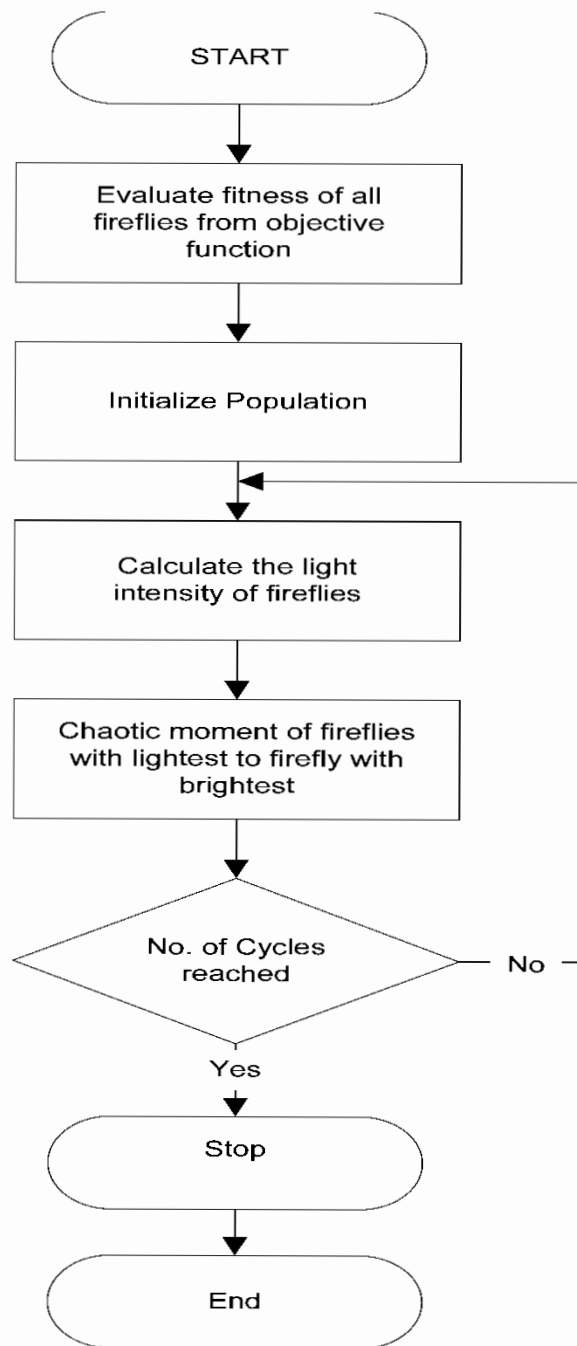 START
Evaluate fitness of all
fireflies from objective
function
Initialize Population
Calculate the light
intensity of fireflies
Chaotic moment of fireflies
with lightest to firefly with
brightest
No. of Cycles
reached
No
Yes
Stop
End